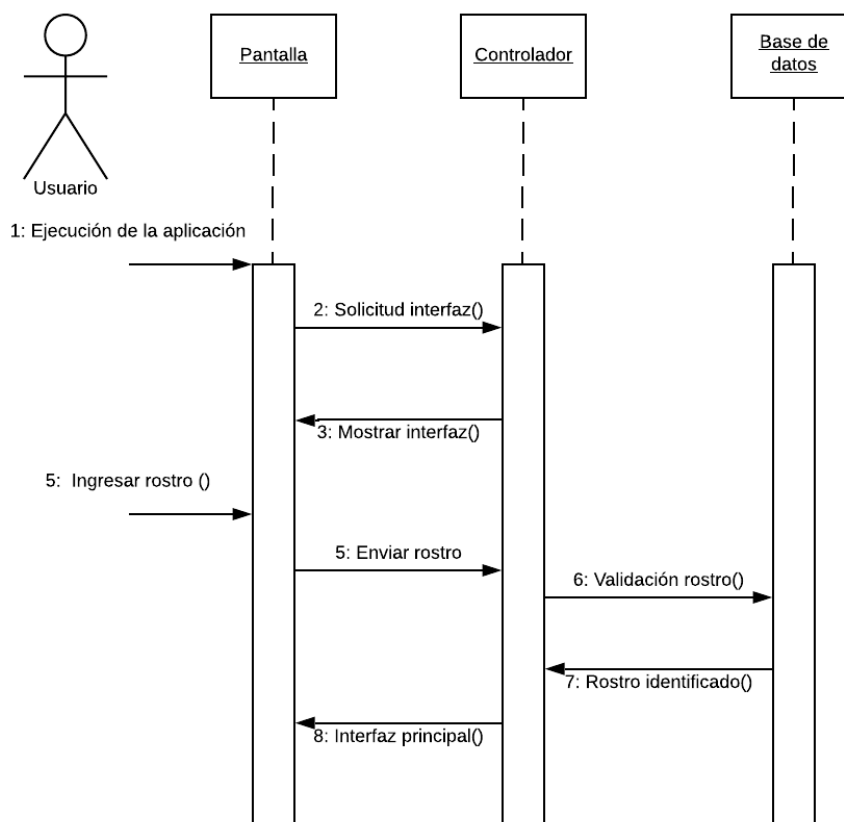 Pantalla
Controlador
Base de
datos
Usuario
1: Ejecución de la aplicación
2: Solicitud interfaz()
3: Mostrar interfaz()
5:  Ingresar rostro ()
5: Enviar rostro
6: Validación rostro()
7: Rostro identificado()
8: Interfaz principal()